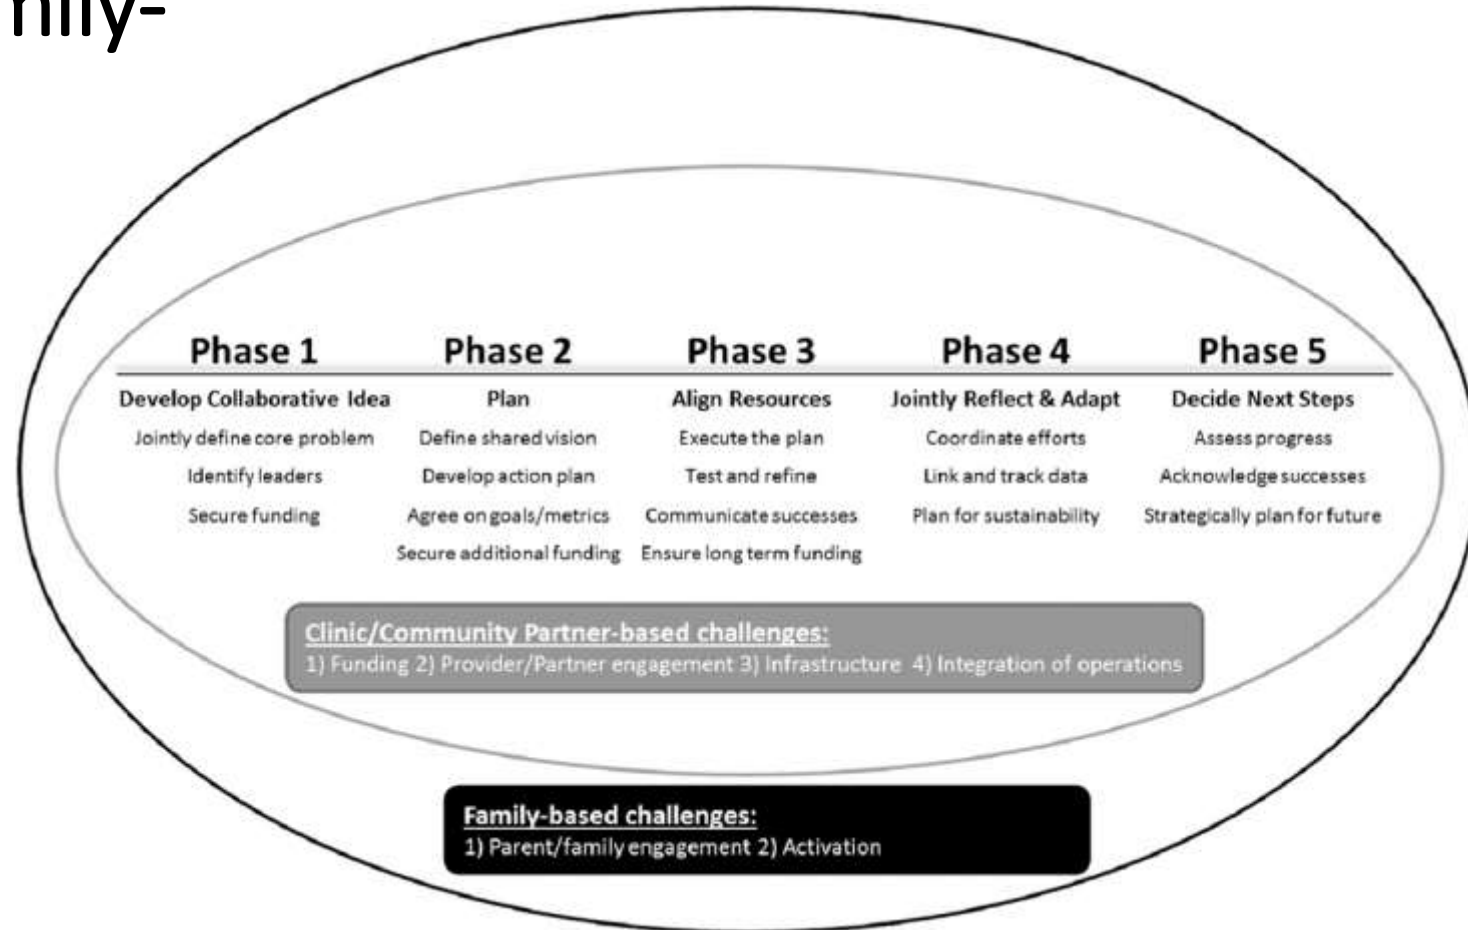 Phase 1
Develop Collaborative Idea
Jointly define core problem
Identify leaders
Secure funding
Phase 2
Plan
Define shared vision
Develop action plan
Agree on goals/metrics
Secure additional funding
Phase 3
Align Resources
Execute the plan
Test and refine
Communicate successes
Ensure long term funding
Phase 4
Jointly Reflect & Adapt
Coordinate efforts
Link and track data
Plan for sustainability
Phase 5
Decide Next Steps
Assess progress
Acknowledge successes
Strategically plan for future
Clinic/Community Partner-based challenges:
1) Funding 2) Provider/Partner engagement 3) Infrastructure 4) Integration of operations
Family-based challenges:
1) Parent/family engagement 2) Activation